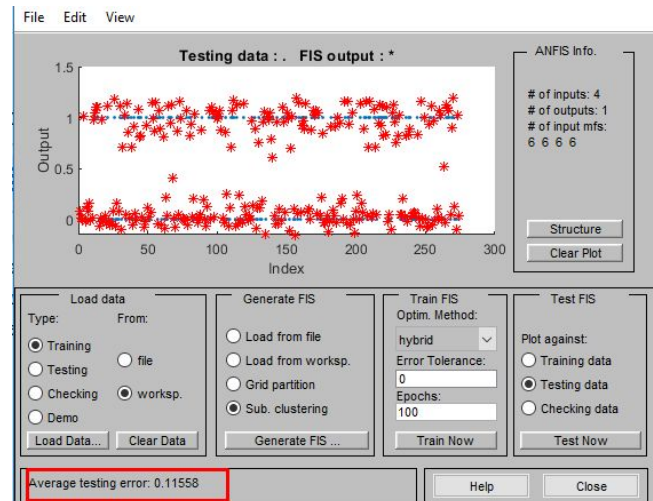 File Edit View
Testing data : . FIS output : *
1.5
1
0.5
0
Output
0 50 100 150 200 250 300
Index
ANFIS Info.
# of inputs: 4
# of outputs: 1
# of input mfs:
6 6 6 6
Structure
Clear Plot
Load data
Type: From:
Training
Testing
Checking
Demo
file
worksp.
Load Data...
Clear Data
Generate FIS
Load from file
Load from worksp.
Grid partition
Sub. clustering
Generate FIS ...
Train FIS
Optim. Method:
hybrid
Error Tolerance:
0
Epochs:
100
Train Now
Test FIS
Plot against:
Training data
Testing data
Checking data
Test Now
Average testing error: 0.11558
Help
Close